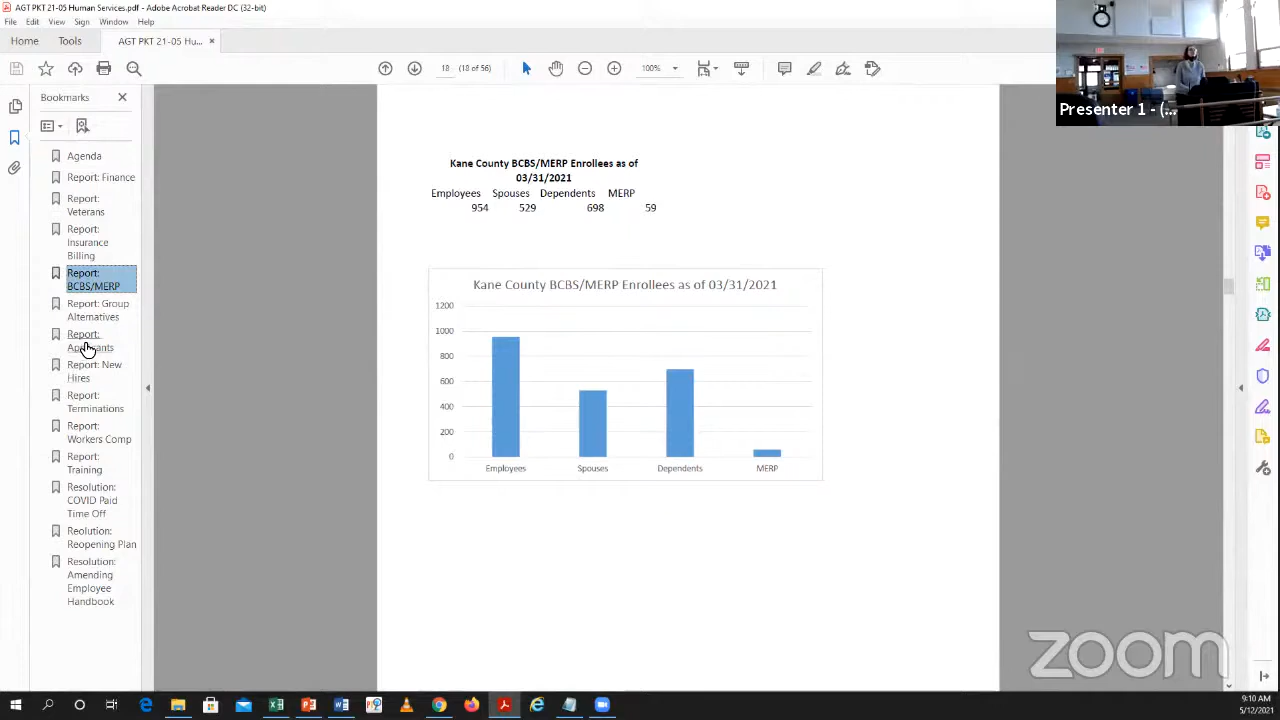 AGT PKT 21-05 Human Services.pdf - Adobe Acrobat Reader DC (32-bit)
File Edit View Sign Window Help
Home Tools AGT PKT 21-05 Hu... ×
18 (18 of 56) 100%
Presenter 1 - (...
Bookmarks
Agenda
Report: Finance
Report:
Veterans
Report:
Insurance
Billing
Report:
BCBS/MERP
Report: Group
Alternatives
Report:
Applicants
Report: New
Hires
Report:
Terminations
Report:
Workers Comp
Report:
Training
Resolution:
COVID Paid
Time Off
Reolution:
Reopening Plan
Resolution:
Amending
Employee
Handbook
Kane County BCBS/MERP Enrollees as of
03/31/2021
Employees Spouses Dependents MERP
954 529 698 59
Kane County BCBS/MERP Enrollees as of 03/31/2021
1200
1000
800
600
400
200
0
Employees Spouses Dependents MERP
zoom
9:10 AM
5/12/2021